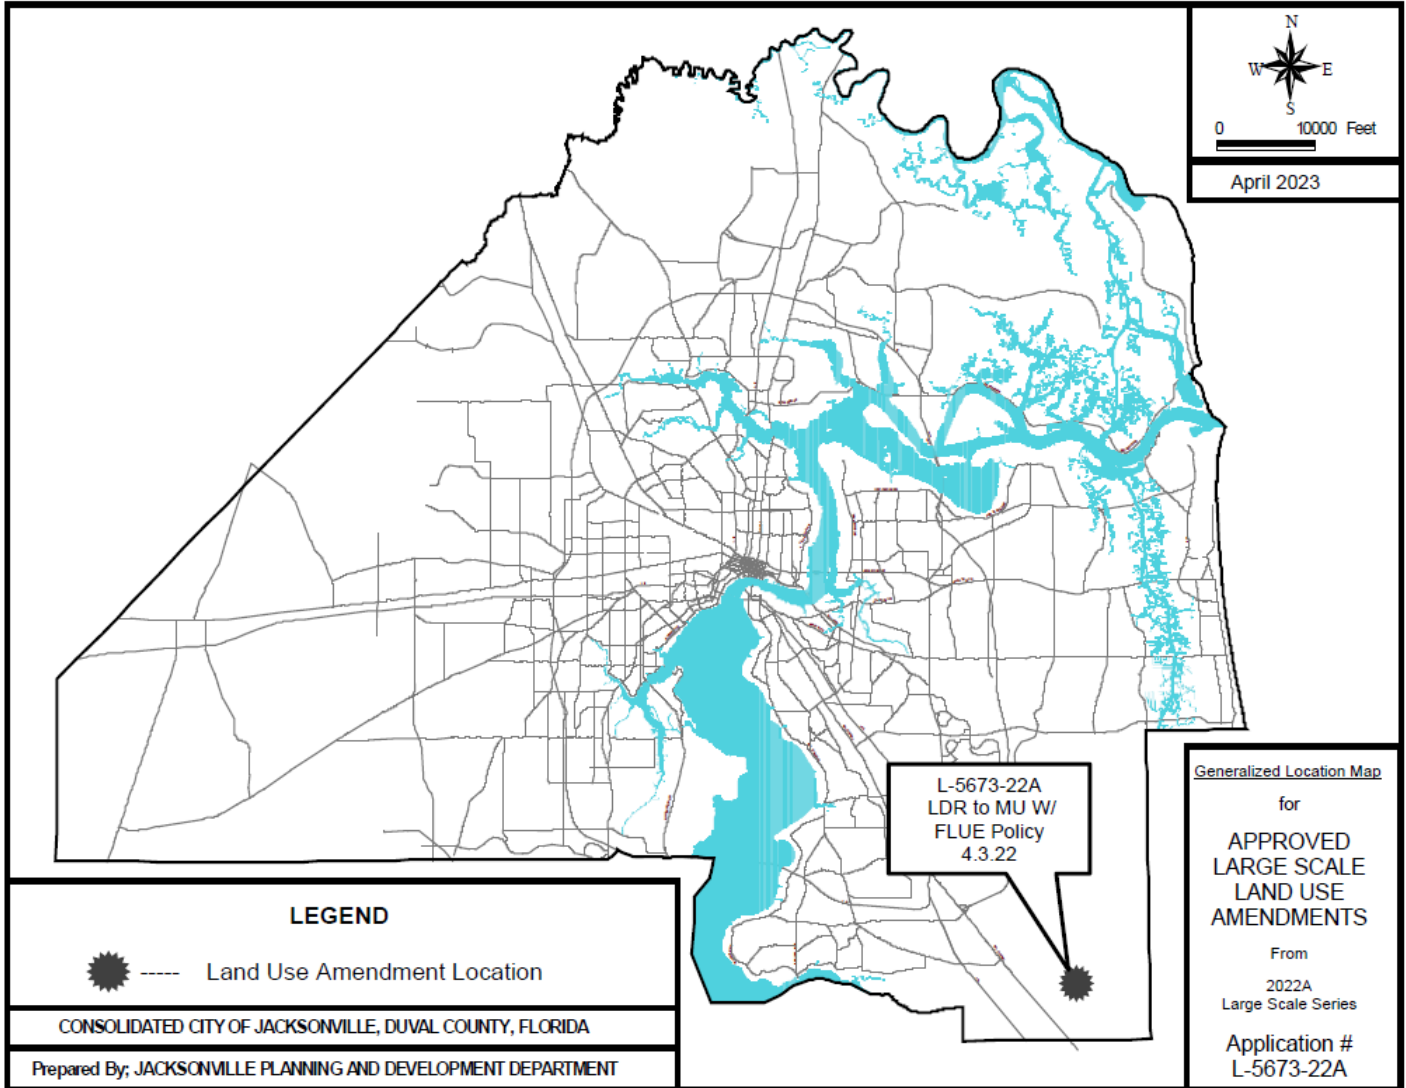 N
W E
S
0 10000 Feet
April 2023
L-5673-22A
LDR to MU W/
FLUE Policy
4.3.22
Generalized Location Map
for
APPROVED
LARGE SCALE
LAND USE
AMENDMENTS
From
2022A
Large Scale Series
Application #
L-5673-22A
LEGEND
----- Land Use Amendment Location
CONSOLIDATED CITY OF JACKSONVILLE, DUVAL COUNTY, FLORIDA
Prepared By; JACKSONVILLE PLANNING AND DEVELOPMENT DEPARTMENT